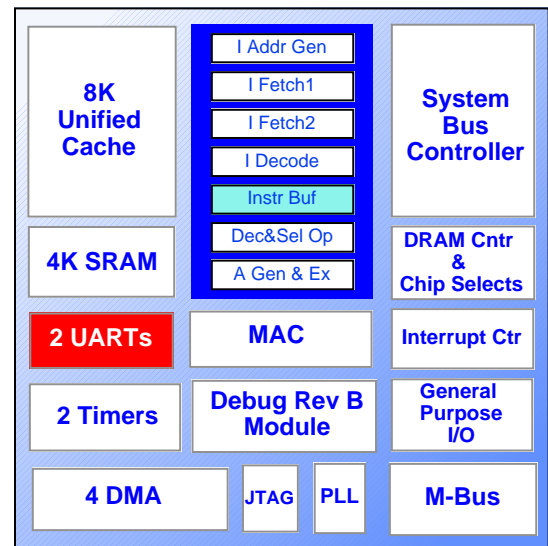 8K
Unified
Cache
I Addr Gen
I Fetch1
I Fetch2
I Decode
Instr Buf
Dec&Sel Op
A Gen & Ex
System
Bus
Controller
4K SRAM
DRAM Cntr
&
Chip Selects
2 UARTs
MAC
Interrupt Ctr
2 Timers
Debug Rev B
Module
General
Purpose
I/O
4 DMA
JTAG
PLL
M-Bus